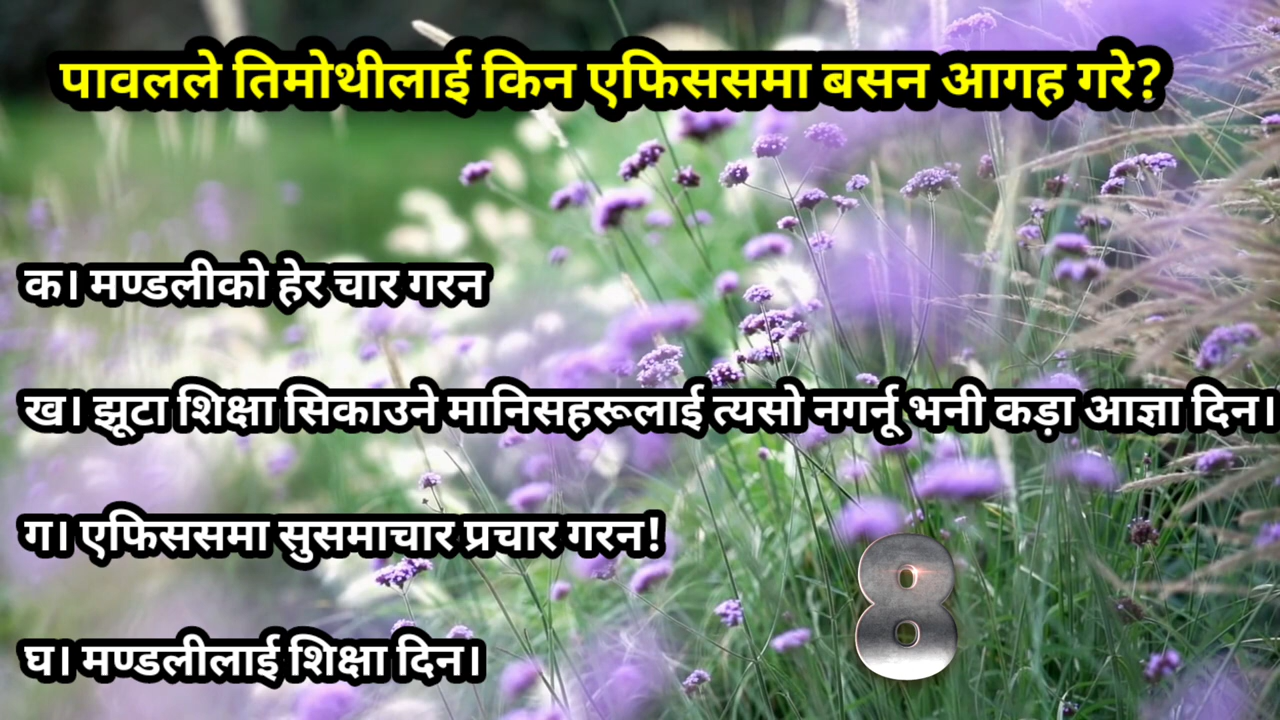 पावलले तिमोथीलाई किन एफिससमा बसन आगह गरे?
क। मण्डलीको हेर चार गरन
ख। झूटा शिक्षा सिकाउने मानिसहरूलाई त्यसो नगर्नू भनी कड़ा आज्ञा दिन।
ग। एफिससमा सुसमाचार प्रचार गरन!
8
घ। मण्डलीलाई शिक्षा दिन।